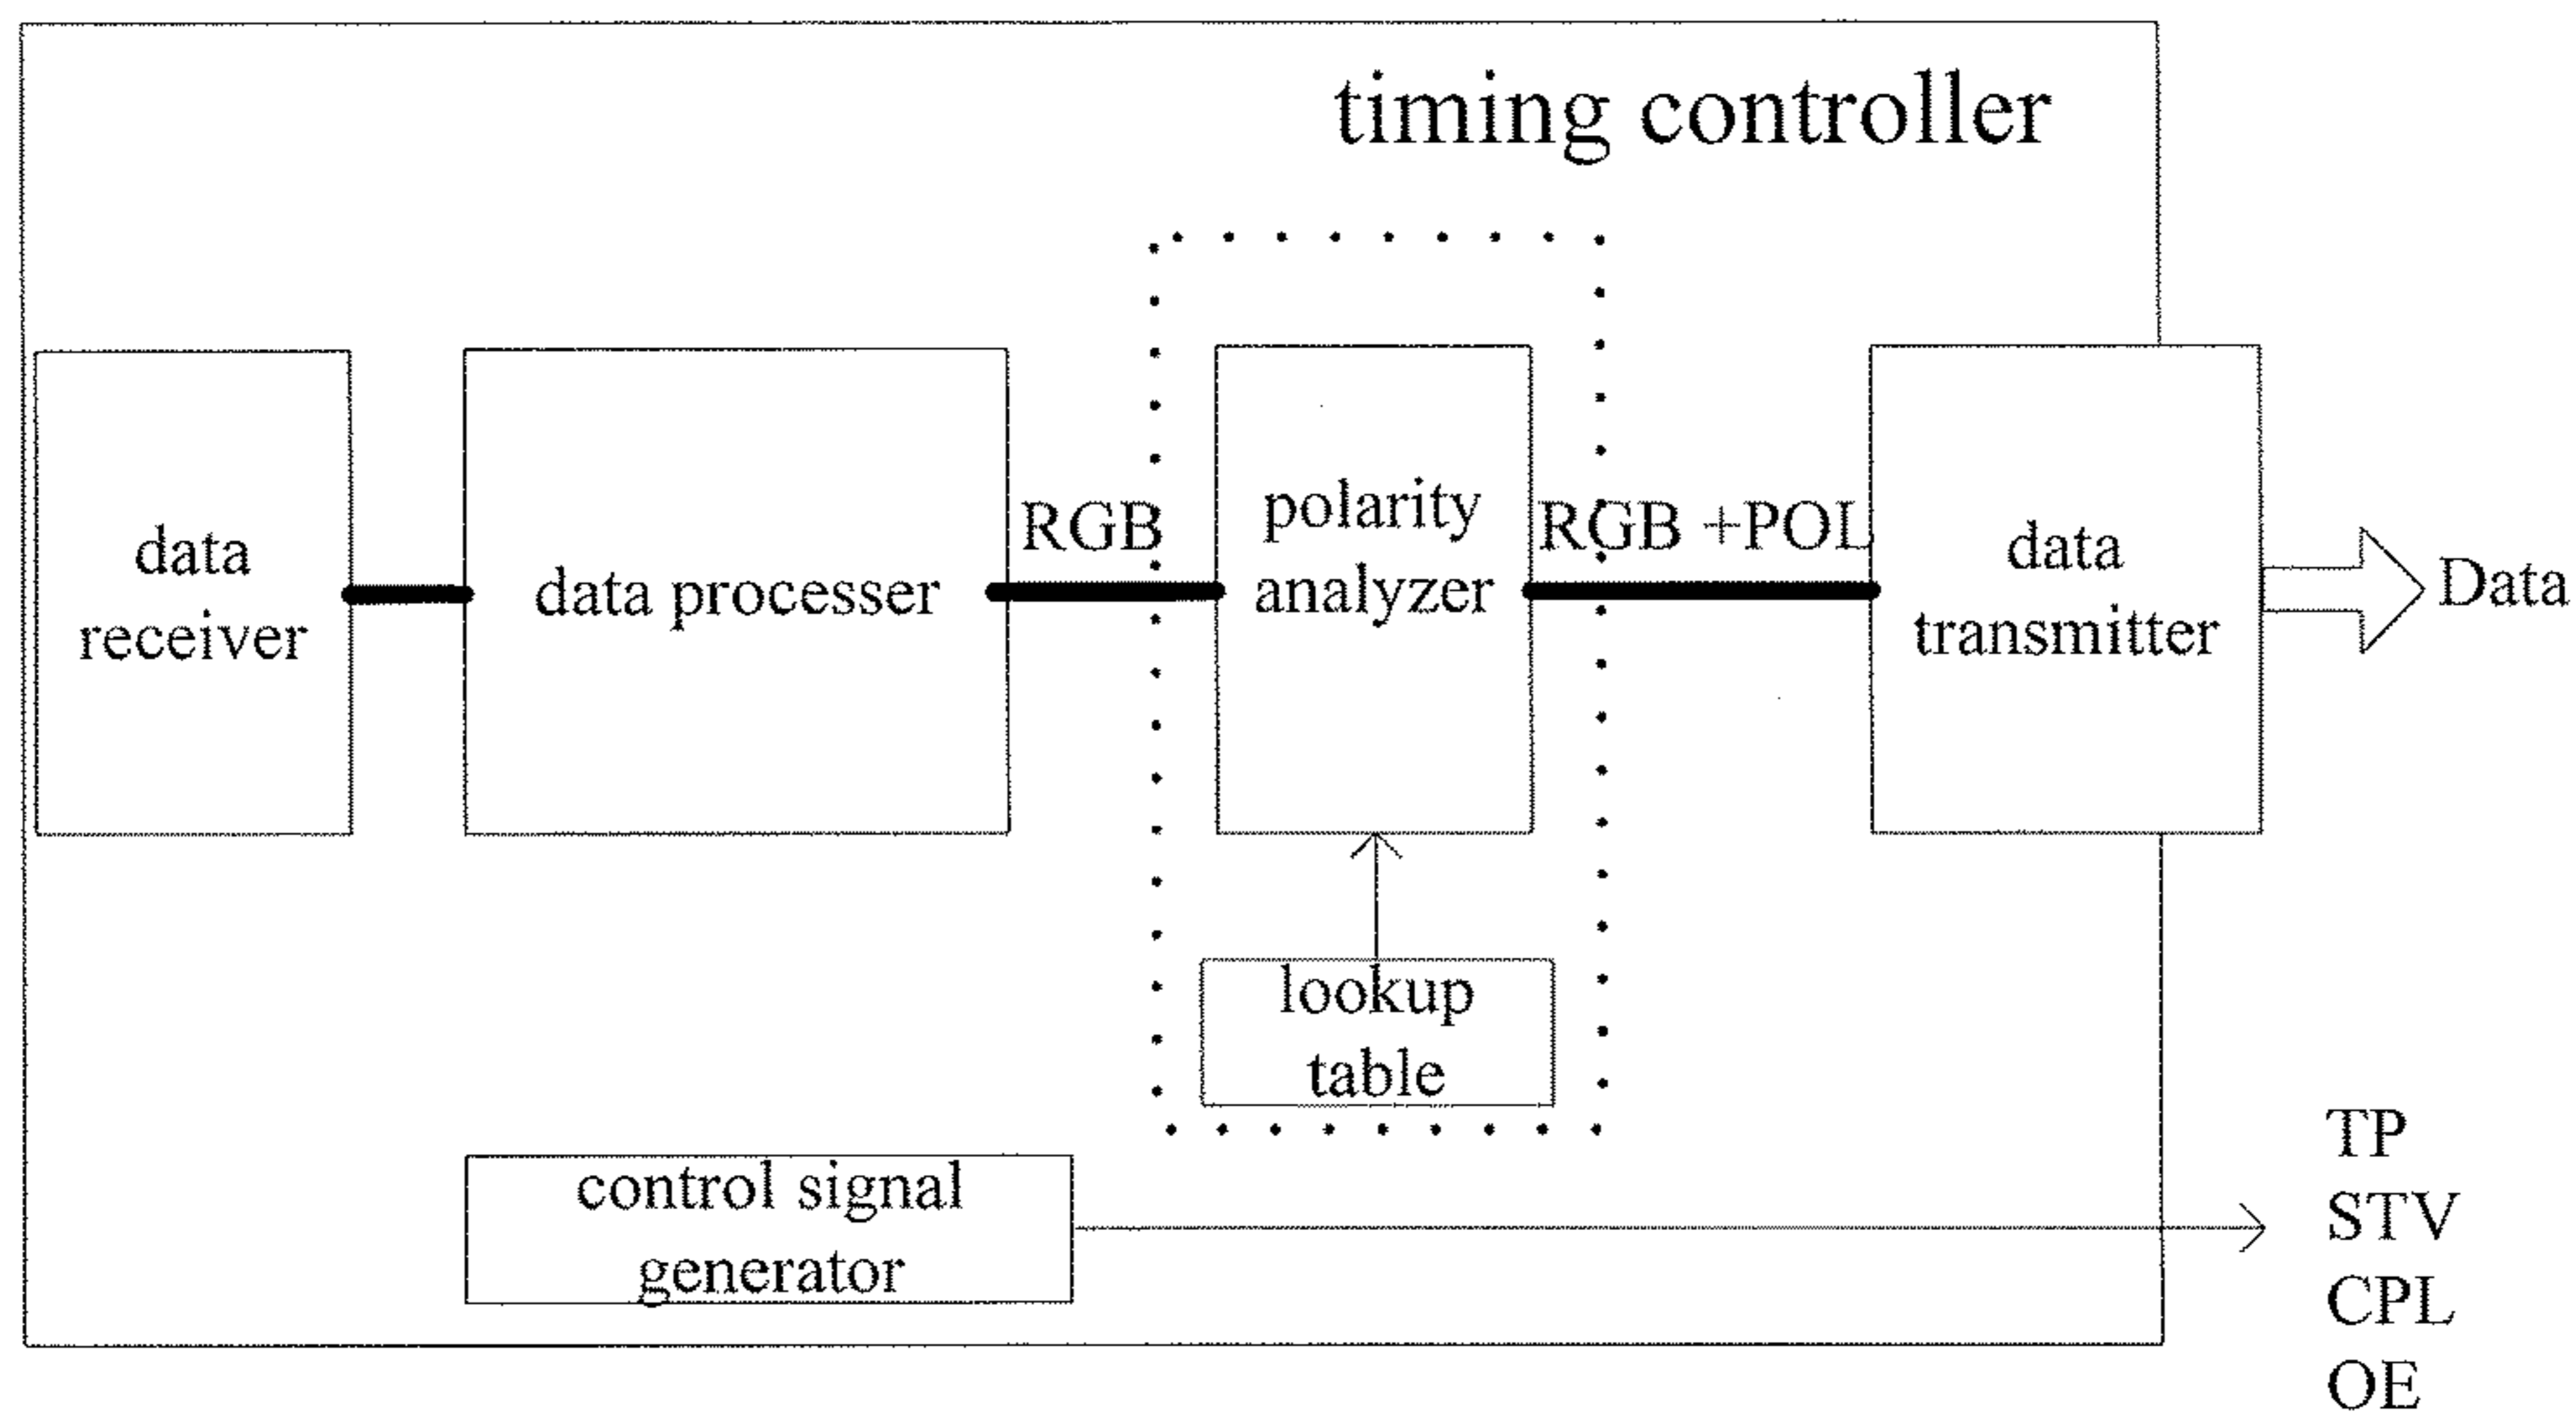 timing controller
data
receiver
data processer
RGB
polarity
analyzer
RGB +POL
data
transmitter
Data
lookup
table
control signal
generator
TP
STV
CPL
OE